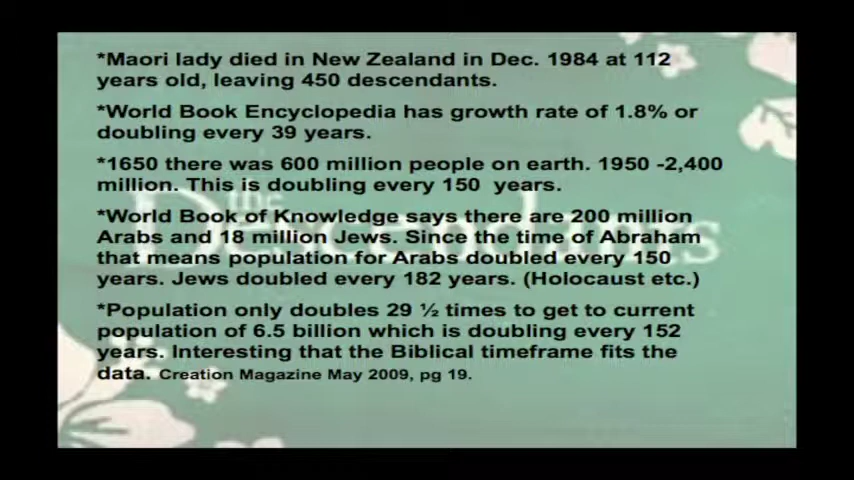 *Maori lady died in New Zealand in Dec. 1984 at 112
years old, leaving 450 descendants.
*World Book Encyclopedia has growth rate of 1.8% or
doubling every 39 years.
*1650 there was 600 million people on earth. 1950 -2,400
million. This is doubling every 150  years.
*World Book of Knowledge says there are 200 million
Arabs and 18 million Jews. Since the time of Abraham
that means population for Arabs doubled every 150
years. Jews doubled every 182 years. (Holocaust etc.)
*Population only doubles 29 ½ times to get to current
population of 6.5 billion which is doubling every 152
years. Interesting that the Biblical timeframe fits the
data. Creation Magazine May 2009, pg 19.
the
Descendants